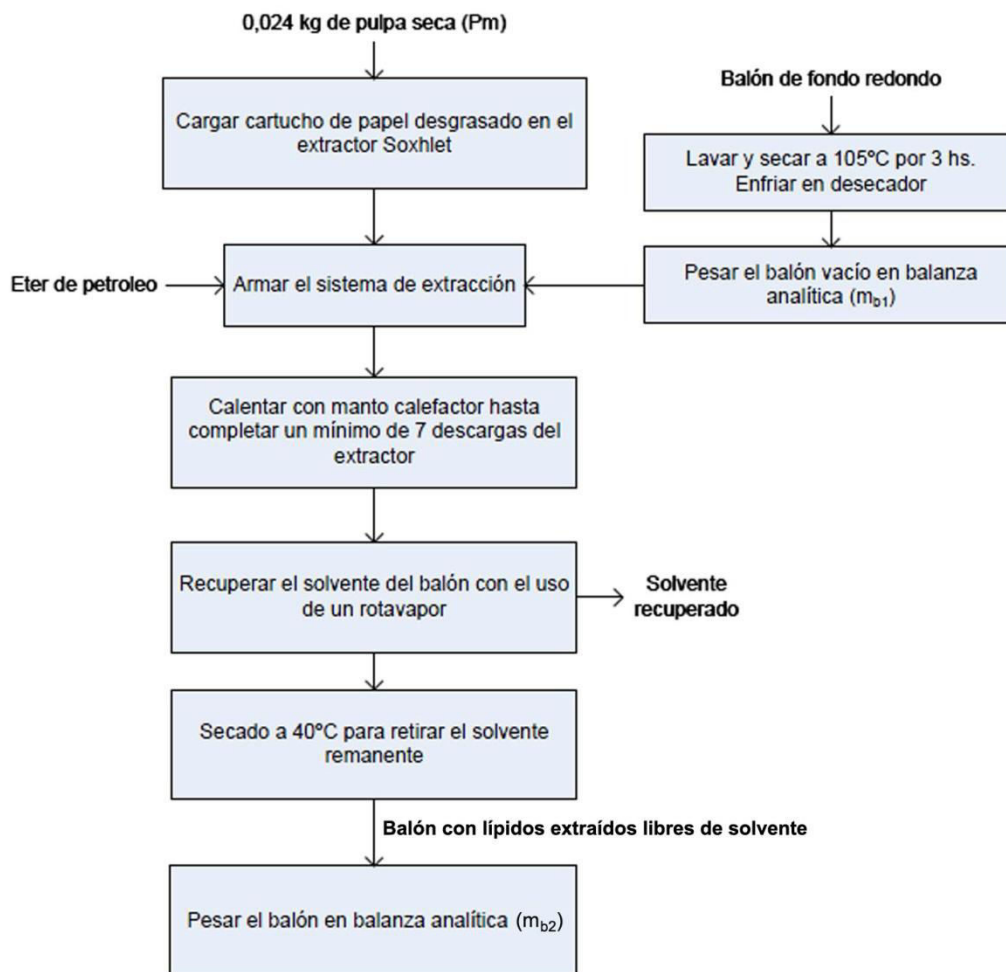 0,024 kg de pulpa seca (Pm)
Cargar cartucho de papel desgrasado en el
extractor Soxhlet
Balón de fondo redondo
Lavar y secar a 105ºC por 3 hs.
Enfriar en desecador
Eter de petroleo
Armar el sistema de extracción
Pesar el balón vacío en balanza
analítica (mb1)
Calentar con manto calefactor hasta
completar un mínimo de 7 descargas del
extractor
Recuperar el solvente del balón con el uso
de un rotavapor
Solvente
recuperado
Secado a 40ºC para retirar el solvente
remanente
Balón con lípidos extraídos libres de solvente
Pesar el balón en balanza analítica (mb2)